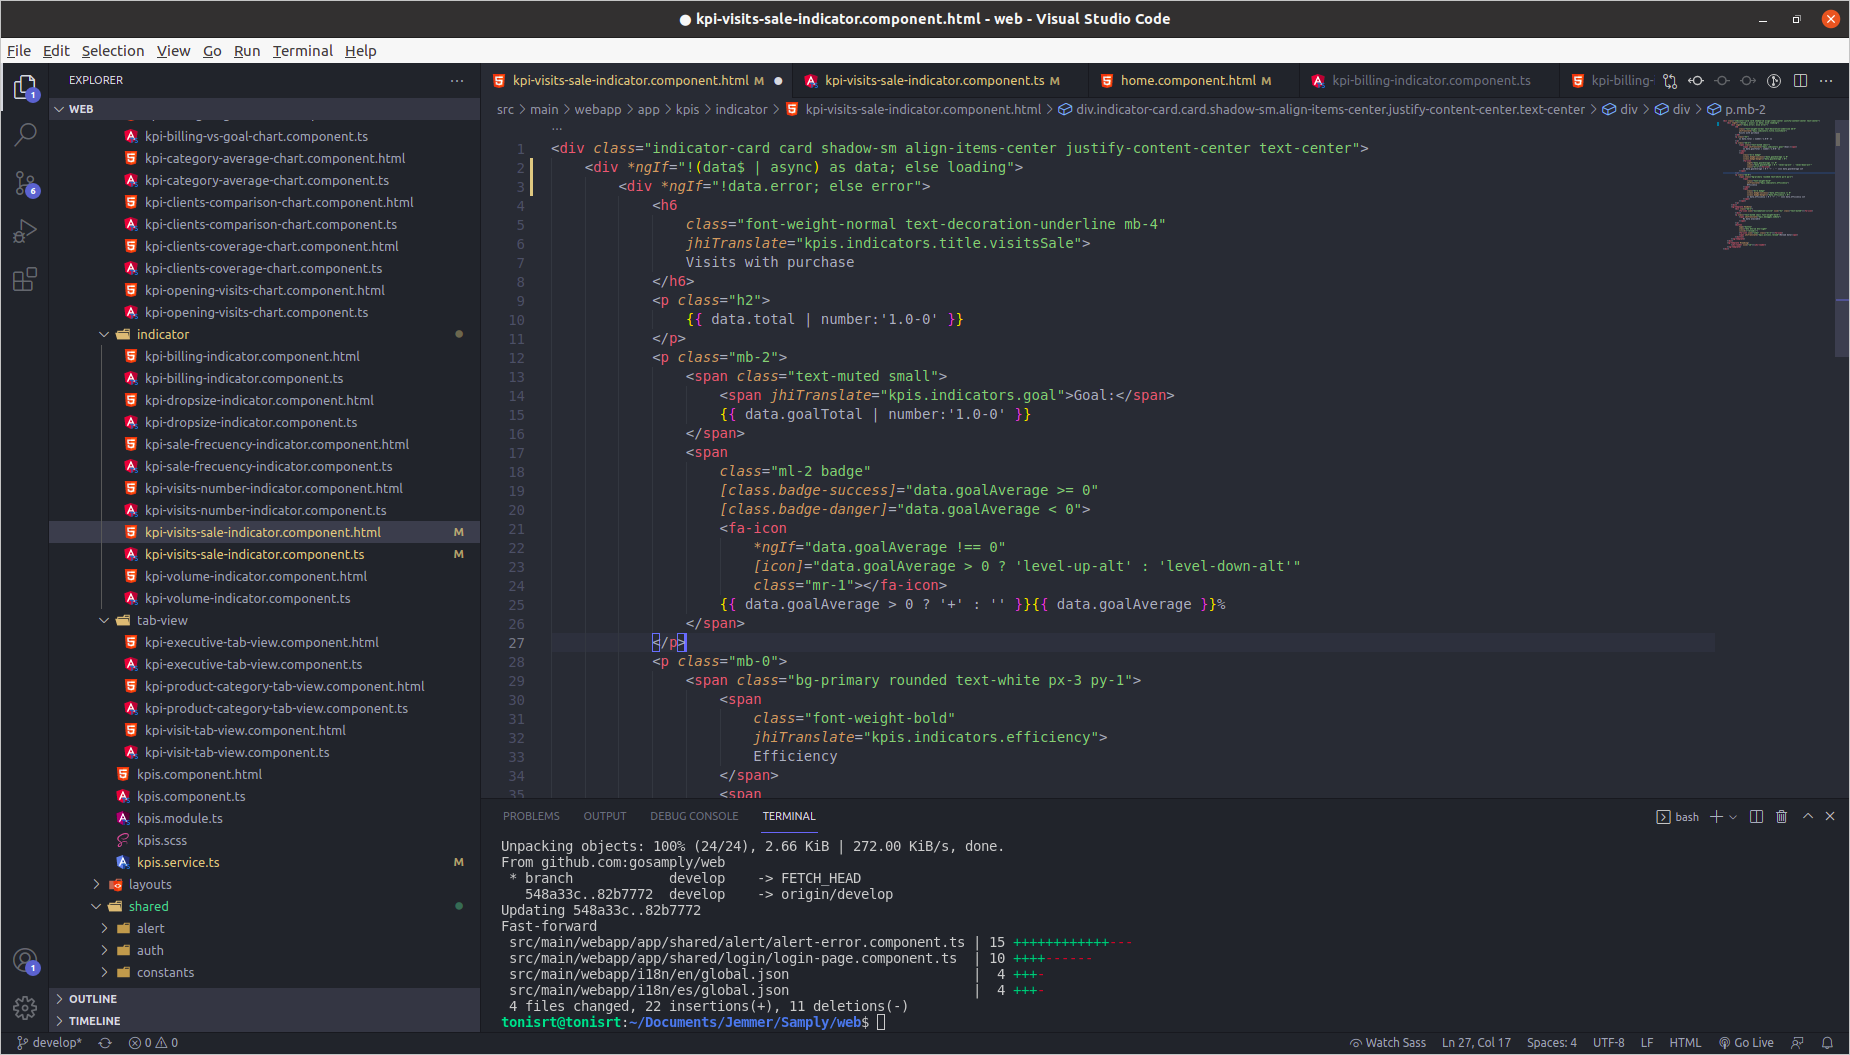 ● kpi-visits-sale-indicator.component.html - web - Visual Studio Code
File Edit Selection View Go Run Terminal Help
EXPLORER
WEB
kpi-billing-vs-goal-chart.component.ts
kpi-category-average-chart.component.html
kpi-category-average-chart.component.ts
kpi-clients-comparison-chart.component.html
kpi-clients-comparison-chart.component.ts
kpi-clients-coverage-chart.component.html
kpi-clients-coverage-chart.component.ts
kpi-opening-visits-chart.component.html
kpi-opening-visits-chart.component.ts
indicator
kpi-billing-indicator.component.html
kpi-billing-indicator.component.ts
kpi-dropsize-indicator.component.html
kpi-dropsize-indicator.component.ts
kpi-sale-frecuency-indicator.component.html
kpi-sale-frecuency-indicator.component.ts
kpi-visits-number-indicator.component.html
kpi-visits-number-indicator.component.ts
kpi-visits-sale-indicator.component.html M
kpi-visits-sale-indicator.component.ts M
kpi-volume-indicator.component.html
kpi-volume-indicator.component.ts
tab-view
kpi-executive-tab-view.component.html
kpi-executive-tab-view.component.ts
kpi-product-category-tab-view.component.html
kpi-product-category-tab-view.component.ts
kpi-visit-tab-view.component.html
kpi-visit-tab-view.component.ts
kpis.component.html
kpis.component.ts
kpis.module.ts
kpis.scss
kpis.service.ts M
layouts
shared
alert
auth
constants
OUTLINE
TIMELINE
1
6
1
kpi-visits-sale-indicator.component.html M ● kpi-visits-sale-indicator.component.ts M home.component.html M kpi-billing-indicator.component.ts kpi-billing-
src > main > webapp > app > kpis > indicator > kpi-visits-sale-indicator.component.html > div.indicator-card.card.shadow-sm.align-items-center.justify-content-center.text-center > div > div > p.mb-2
1 <div class="indicator-card card shadow-sm align-items-center justify-content-center text-center">
2 <div *ngIf="!(data$ | async) as data; else loading">
3 <div *ngIf="!data.error; else error">
4 <h6
5 class="font-weight-normal text-decoration-underline mb-4"
6 jhiTranslate="kpis.indicators.title.visitsSale">
7 Visits with purchase
8 </h6>
9 <p class="h2">
10 {{ data.total | number:'1.0-0' }}
11 </p>
12 <p class="mb-2">
13 <span class="text-muted small">
14 <span jhiTranslate="kpis.indicators.goal">Goal:</span>
15 {{ data.goalTotal | number:'1.0-0' }}
16 </span>
17 <span
18 class="ml-2 badge"
19 [class.badge-success]="data.goalAverage >= 0"
20 [class.badge-danger]="data.goalAverage < 0">
21 <fa-icon
22 *ngIf="data.goalAverage !== 0"
23 [icon]="data.goalAverage > 0 ? 'level-up-alt' : 'level-down-alt'"
24 class="mr-1"></fa-icon>
25 {{ data.goalAverage > 0 ? '+' : '' }}{{ data.goalAverage }}%
26 </span>
27 </p>
28 <p class="mb-0">
29 <span class="bg-primary rounded text-white px-3 py-1">
30 <span
31 class="font-weight-bold"
32 jhiTranslate="kpis.indicators.efficiency">
33 Efficiency
34 </span>
35 <span
PROBLEMS OUTPUT DEBUG CONSOLE TERMINAL bash
Unpacking objects: 100% (24/24), 2.66 KiB | 272.00 KiB/s, done.
From github.com:gosamply/web
* branch develop -> FETCH_HEAD
548a33c..82b7772 develop -> origin/develop
Updating 548a33c..82b7772
Fast-forward
src/main/webapp/app/shared/alert/alert-error.component.ts | 15 ++++++++++++---
src/main/webapp/app/shared/login/login-page.component.ts | 10 ++++------
src/main/webapp/i18n/en/global.json | 4 +++-
src/main/webapp/i18n/es/global.json | 4 +++-
4 files changed, 22 insertions(+), 11 deletions(-)
tonisrt@tonisrt:~/Documents/Jemmer/Samply/web$
develop* 0 0 Watch Sass Ln 27, Col 17 Spaces: 4 UTF-8 LF HTML Go Live